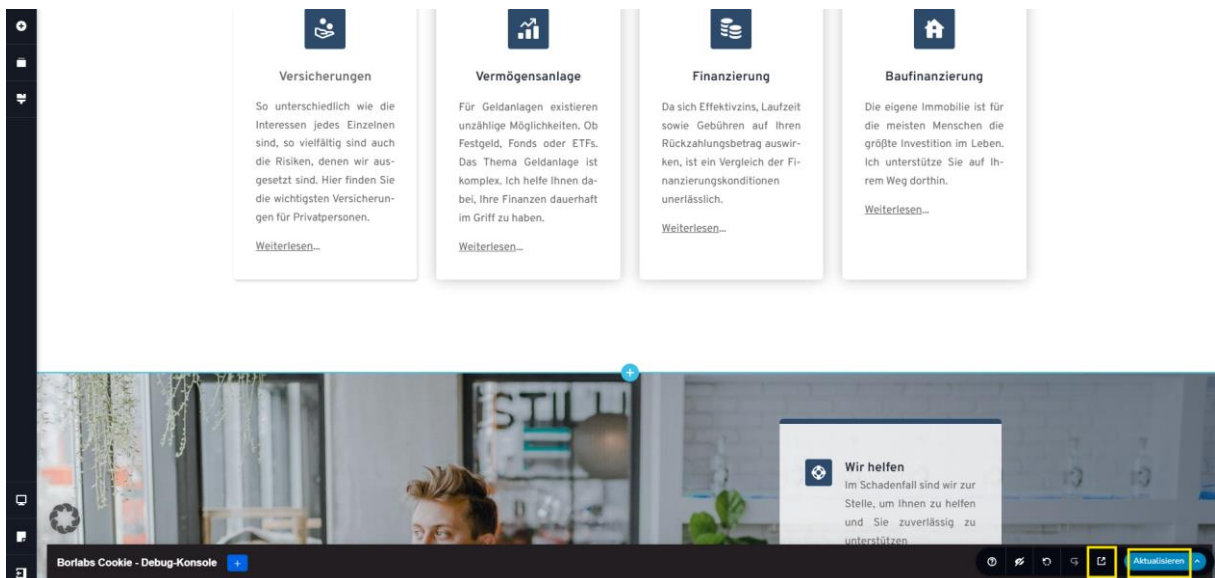 Versicherungen
So unterschiedlich wie die
Interessen jedes Einzelnen
sind, so vielfältig sind auch
die Risiken, denen wir aus-
gesetzt sind. Hier finden Sie
die wichtigsten Versicherun-
gen für Privatpersonen.
Weiterlesen...
Vermögensanlage
Für Geldanlagen existieren
unzählige Möglichkeiten. Ob
Festgeld, Fonds oder ETFs.
Das Thema Geldanlage ist
komplex. Ich helfe Ihnen da-
bei, Ihre Finanzen dauerhaft
im Griff zu haben.
Weiterlesen...
Finanzierung
Da sich Effektivzins, Laufzeit
sowie Gebühren auf Ihren
Rückzahlungsbetrag auswir-
ken, ist ein Vergleich der Fi-
nanzierungskonditionen
unerlässlich.
Weiterlesen...
Baufinanzierung
Die eigene Immobilie ist für
die meisten Menschen die
größte Investition im Leben.
Ich unterstütze Sie auf Ih-
rem Weg dorthin.
Weiterlesen...
Wir helfen
Im Schadenfall sind wir zur
Stelle, um Ihnen zu helfen
und Sie zuverlässig zu
unterstützen
Borlabs Cookie - Debug-Konsole
Aktualisieren